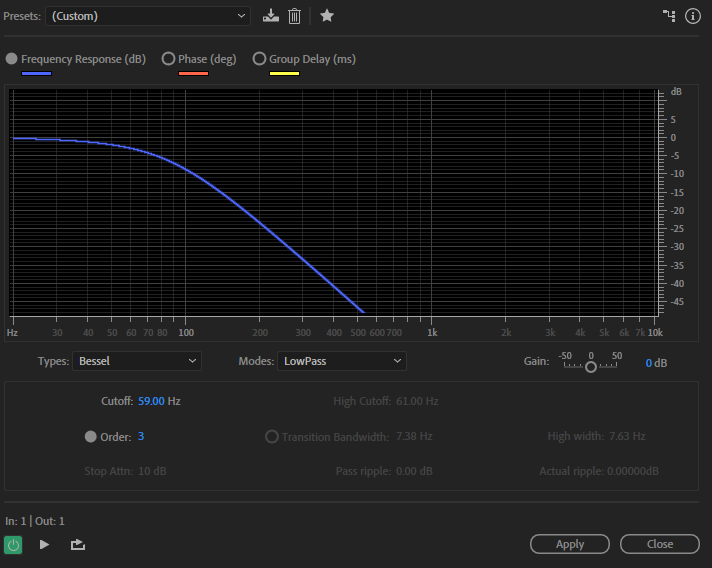 Presets: (Custom)
Frequency Response (dB) Phase (deg) Group Delay (ms)
dB
5
0
-5
-10
-15
-20
-25
-30
-35
-40
-45
Hz 30 40 50 60 70 80 100 200 300 400 500 600 700 1k 2k 3k 4k 5k 6k 7k 10k
Types: Bessel Modes: LowPass Gain: -50 0 50 0 dB
Cutoff: 59.00 Hz High Cutoff: 61.00 Hz
Order: 3 Transition Bandwidth: 7.38 Hz High width: 7.63 Hz
Stop Attn: 10 dB Pass ripple: 0.00 dB Actual ripple: 0.00000dB
In: 1 | Out: 1
Apply Close